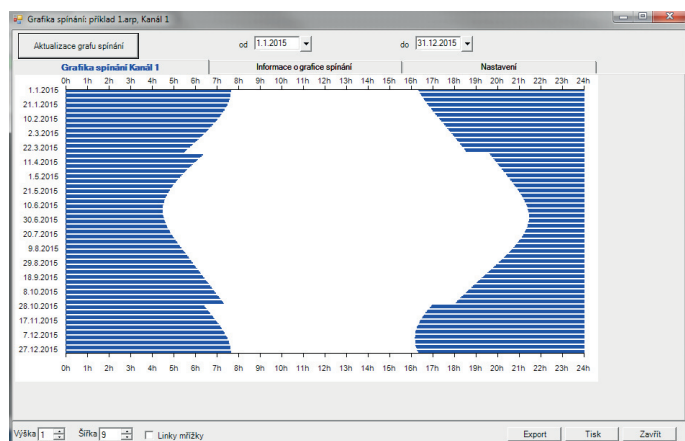 Grafika spínání: příklad 1.arp, Kanál 1
Aktualizace grafu spínání
od 1.1.2015 do 31.12.2015
Grafika spínání Kanál 1 Informace o grafice spínání Nastavení
0h 1h 2h 3h 4h 5h 6h 7h 8h 9h 10h 11h 12h 13h 14h 15h 16h 17h 18h 19h 20h 21h 22h 23h 24h
1.1.2015
21.1.2015
10.2.2015
2.3.2015
22.3.2015
11.4.2015
1.5.2015
21.5.2015
10.6.2015
30.6.2015
20.7.2015
9.8.2015
29.8.2015
18.9.2015
8.10.2015
28.10.2015
17.11.2015
7.12.2015
27.12.2015
0h 1h 2h 3h 4h 5h 6h 7h 8h 9h 10h 11h 12h 13h 14h 15h 16h 17h 18h 19h 20h 21h 22h 23h 24h
Výška 1 Šířka 9 Linky mřížky Export Tisk Zavřít